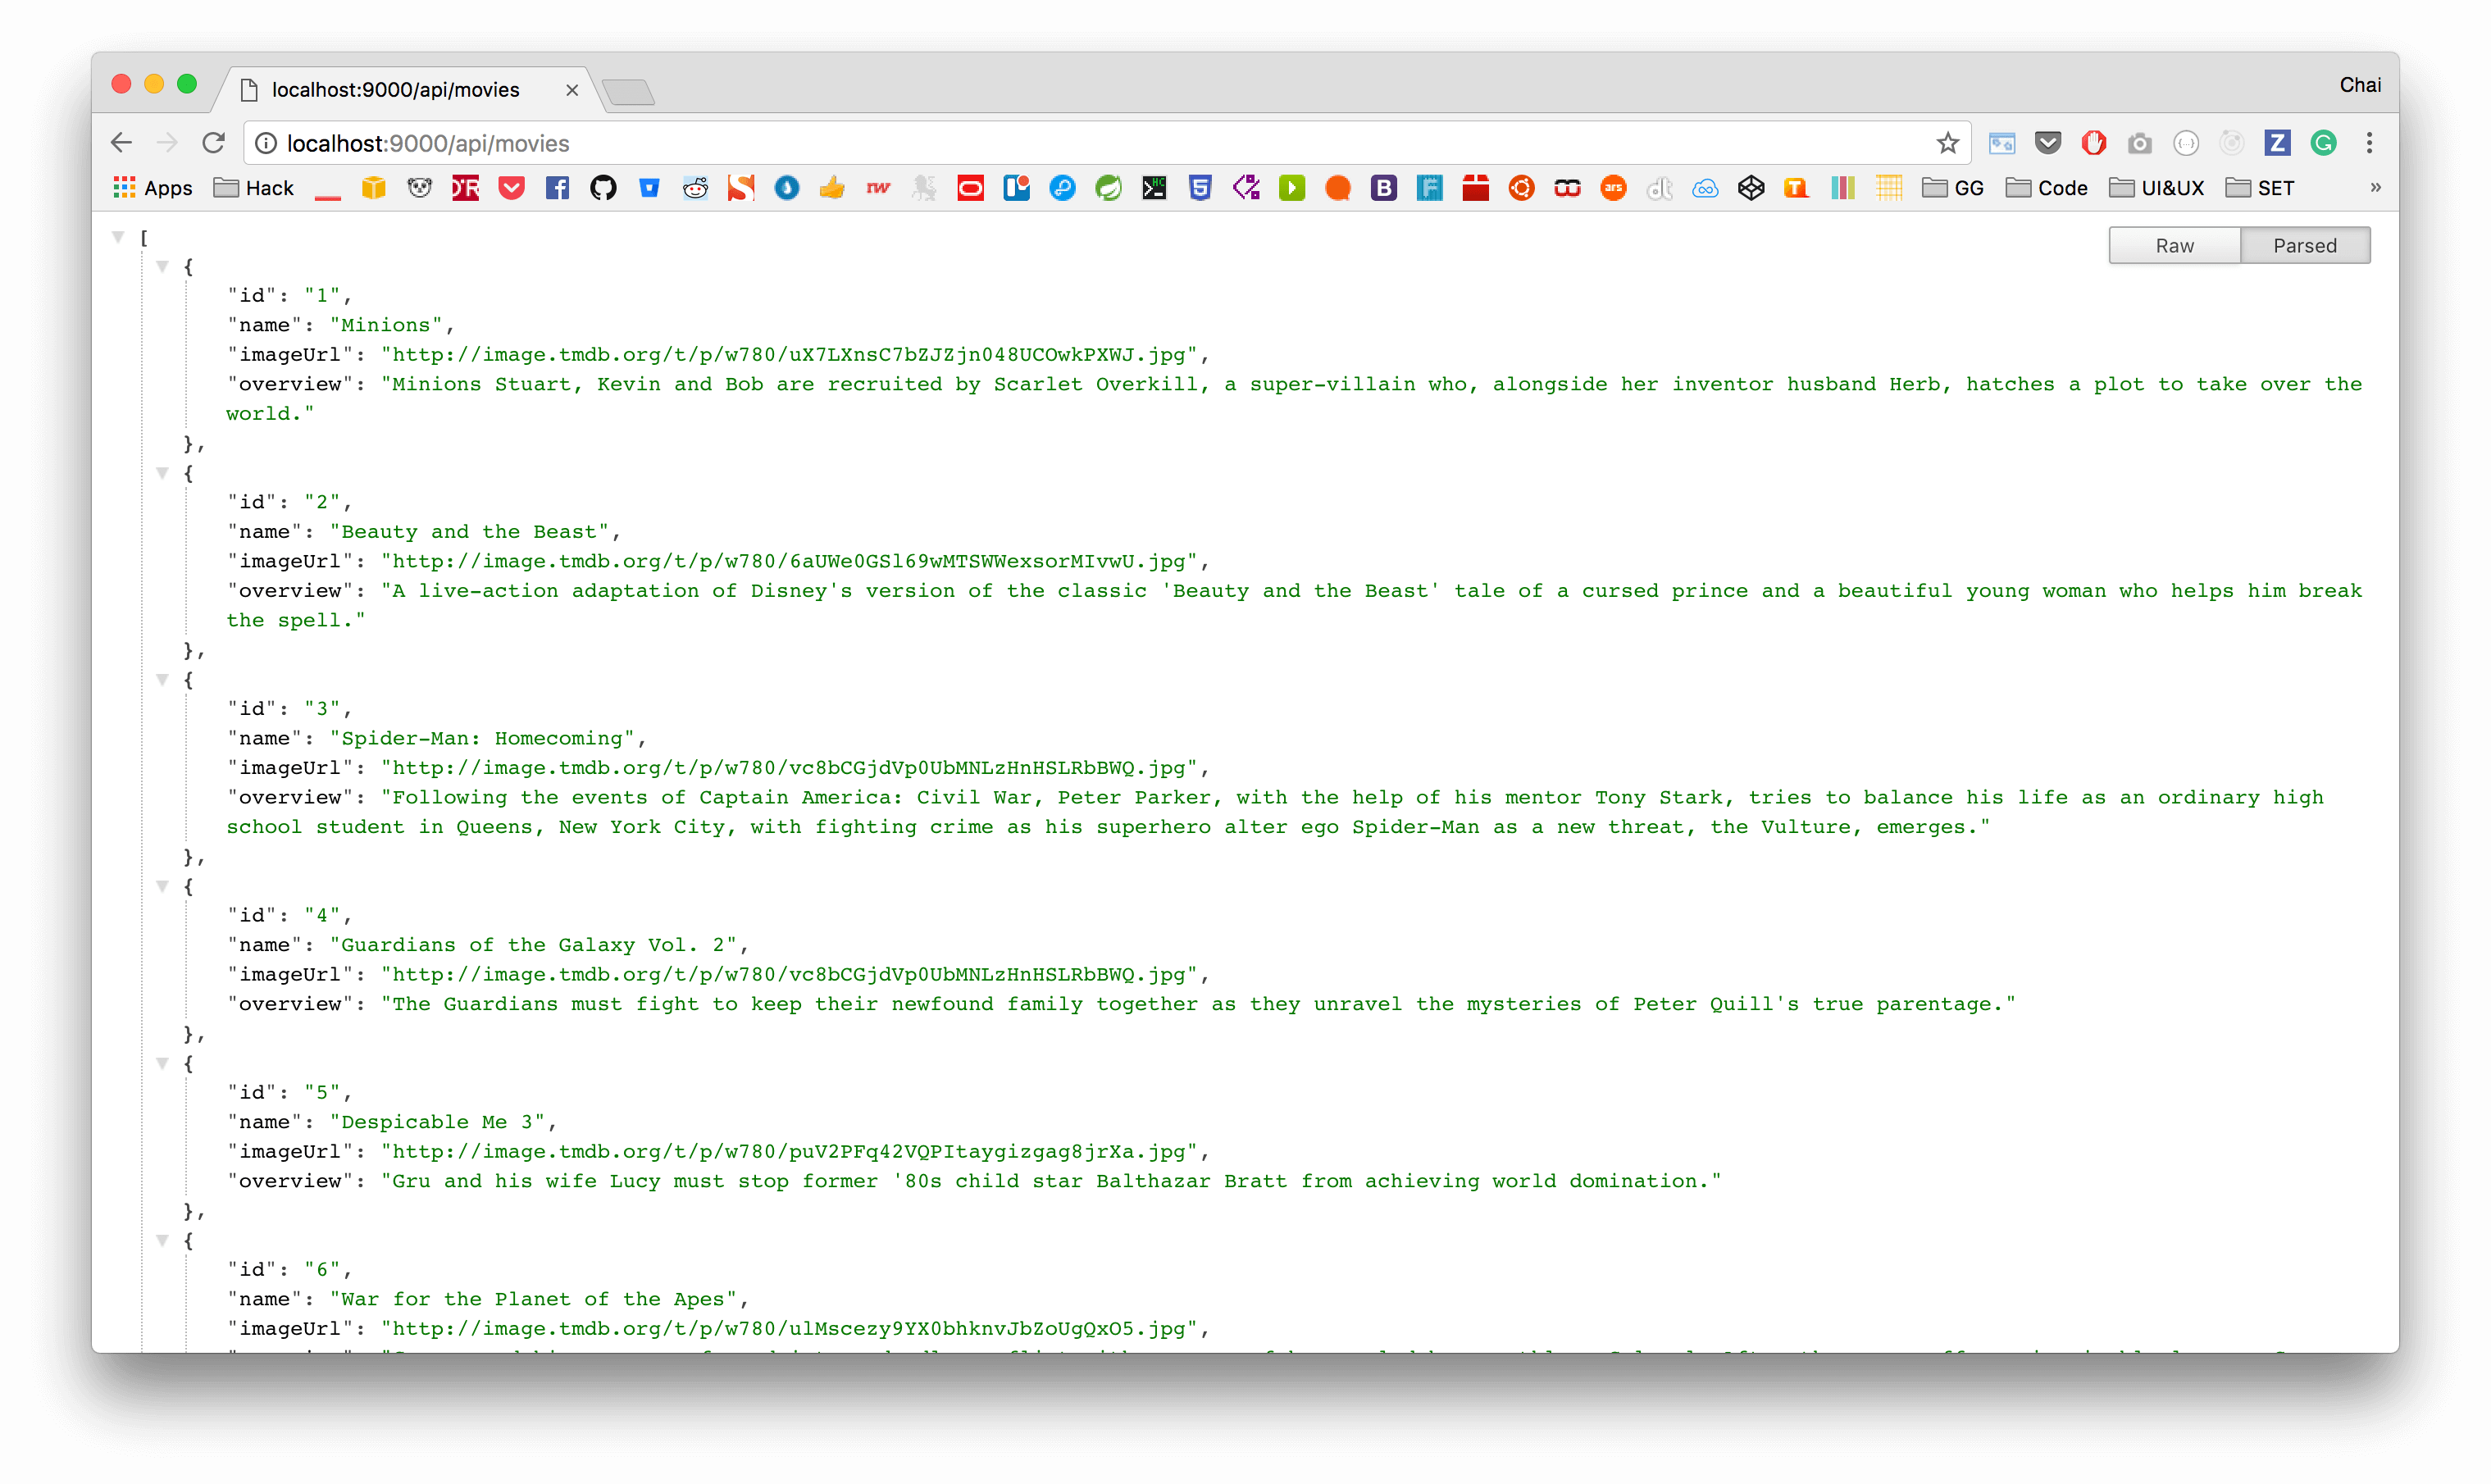 localhost:9000/api/movies
Chai
localhost:9000/api/movies
Apps Hack GG Code UI&UX SET »
Raw Parsed
[
{
"id": "1",
"name": "Minions",
"imageUrl": "http://image.tmdb.org/t/p/w780/uX7LXnsC7bZJZjn048UCOwkPXWJ.jpg",
"overview": "Minions Stuart, Kevin and Bob are recruited by Scarlet Overkill, a super-villain who, alongside her inventor husband Herb, hatches a plot to take over the
world."
},
{
"id": "2",
"name": "Beauty and the Beast",
"imageUrl": "http://image.tmdb.org/t/p/w780/6aUWe0GSl69wMTSWWexsorMIvwU.jpg",
"overview": "A live-action adaptation of Disney's version of the classic 'Beauty and the Beast' tale of a cursed prince and a beautiful young woman who helps him break
the spell."
},
{
"id": "3",
"name": "Spider-Man: Homecoming",
"imageUrl": "http://image.tmdb.org/t/p/w780/vc8bCGjdVp0UbMNLzHnHSLRbBWQ.jpg",
"overview": "Following the events of Captain America: Civil War, Peter Parker, with the help of his mentor Tony Stark, tries to balance his life as an ordinary high
school student in Queens, New York City, with fighting crime as his superhero alter ego Spider-Man as a new threat, the Vulture, emerges."
},
{
"id": "4",
"name": "Guardians of the Galaxy Vol. 2",
"imageUrl": "http://image.tmdb.org/t/p/w780/vc8bCGjdVp0UbMNLzHnHSLRbBWQ.jpg",
"overview": "The Guardians must fight to keep their newfound family together as they unravel the mysteries of Peter Quill's true parentage."
},
{
"id": "5",
"name": "Despicable Me 3",
"imageUrl": "http://image.tmdb.org/t/p/w780/puV2PFq42VQPItaygizgag8jrXa.jpg",
"overview": "Gru and his wife Lucy must stop former '80s child star Balthazar Bratt from achieving world domination."
},
{
"id": "6",
"name": "War for the Planet of the Apes",
"imageUrl": "http://image.tmdb.org/t/p/w780/ulMscezy9YX0bhknvJbZoUgQxO5.jpg",